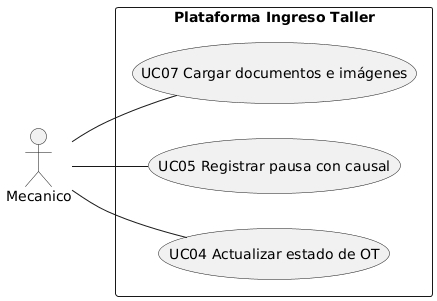 Plataforma Ingreso Taller
UC07 Cargar documentos e imágenes
UC05 Registrar pausa con causal
Mecanico
UC04 Actualizar estado de OT